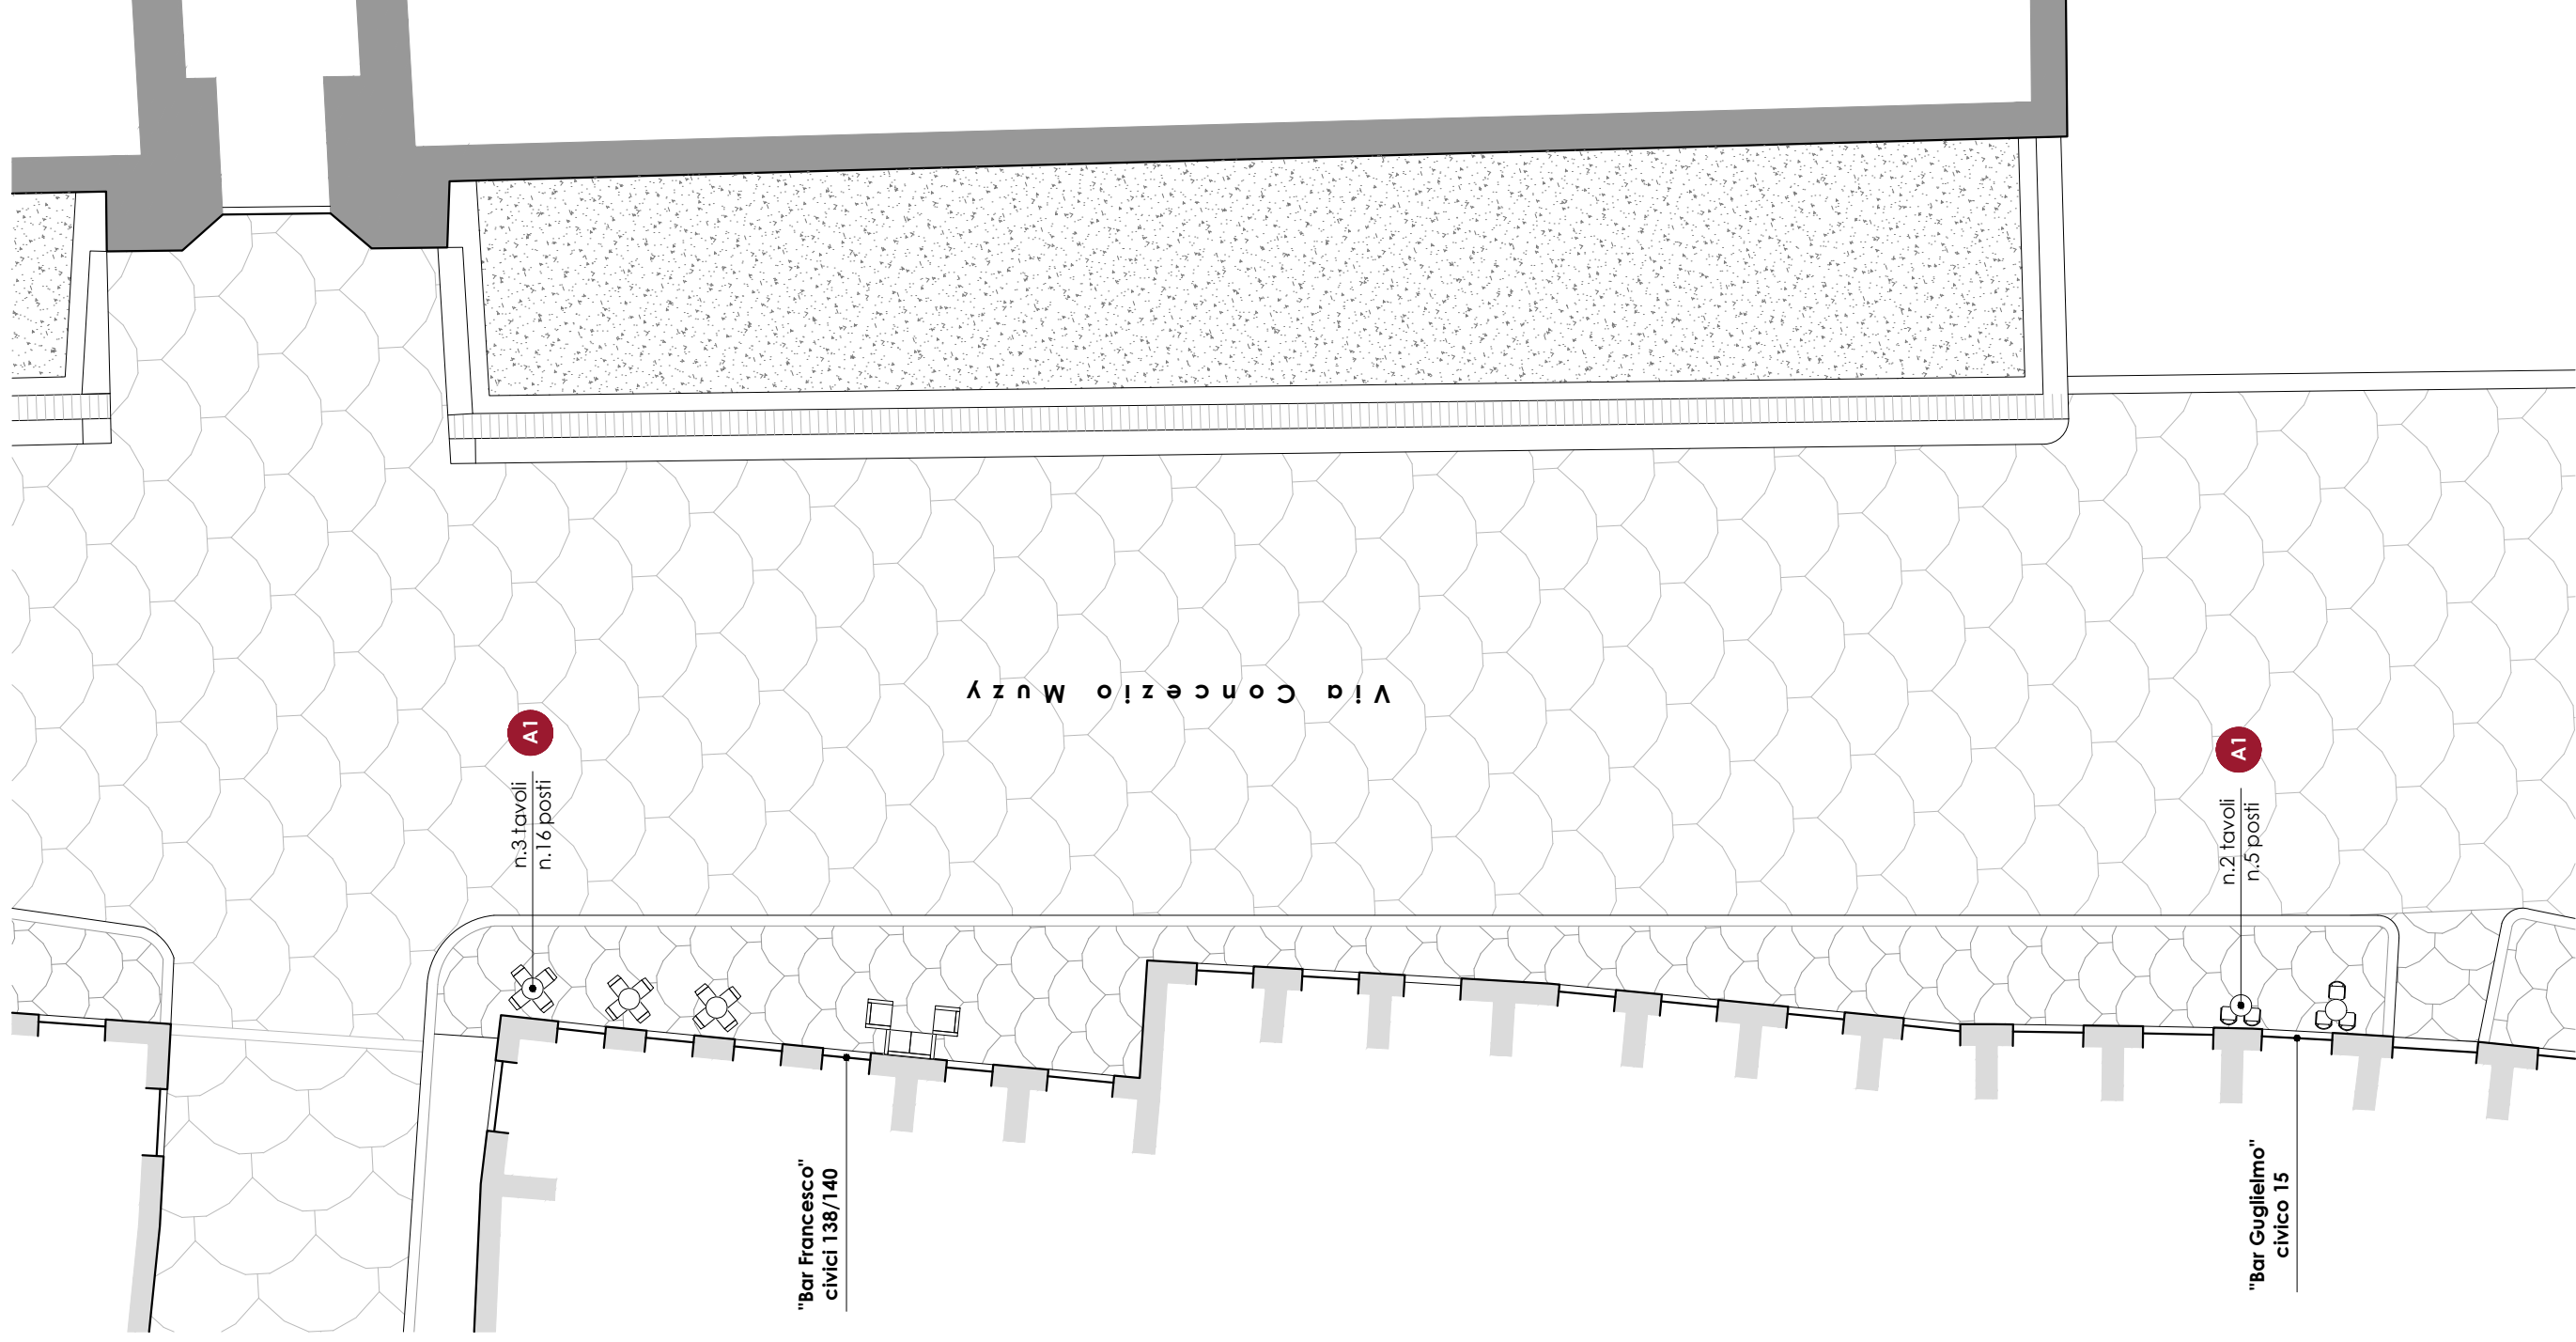 Via Concezio Muzy
A1
n.3 tavoli
n.16 posti
A1
n.2 tavoli
n.5 posti
"Bar Francesco"
civici 138/140
"Bar Guglielmo"
civico 15